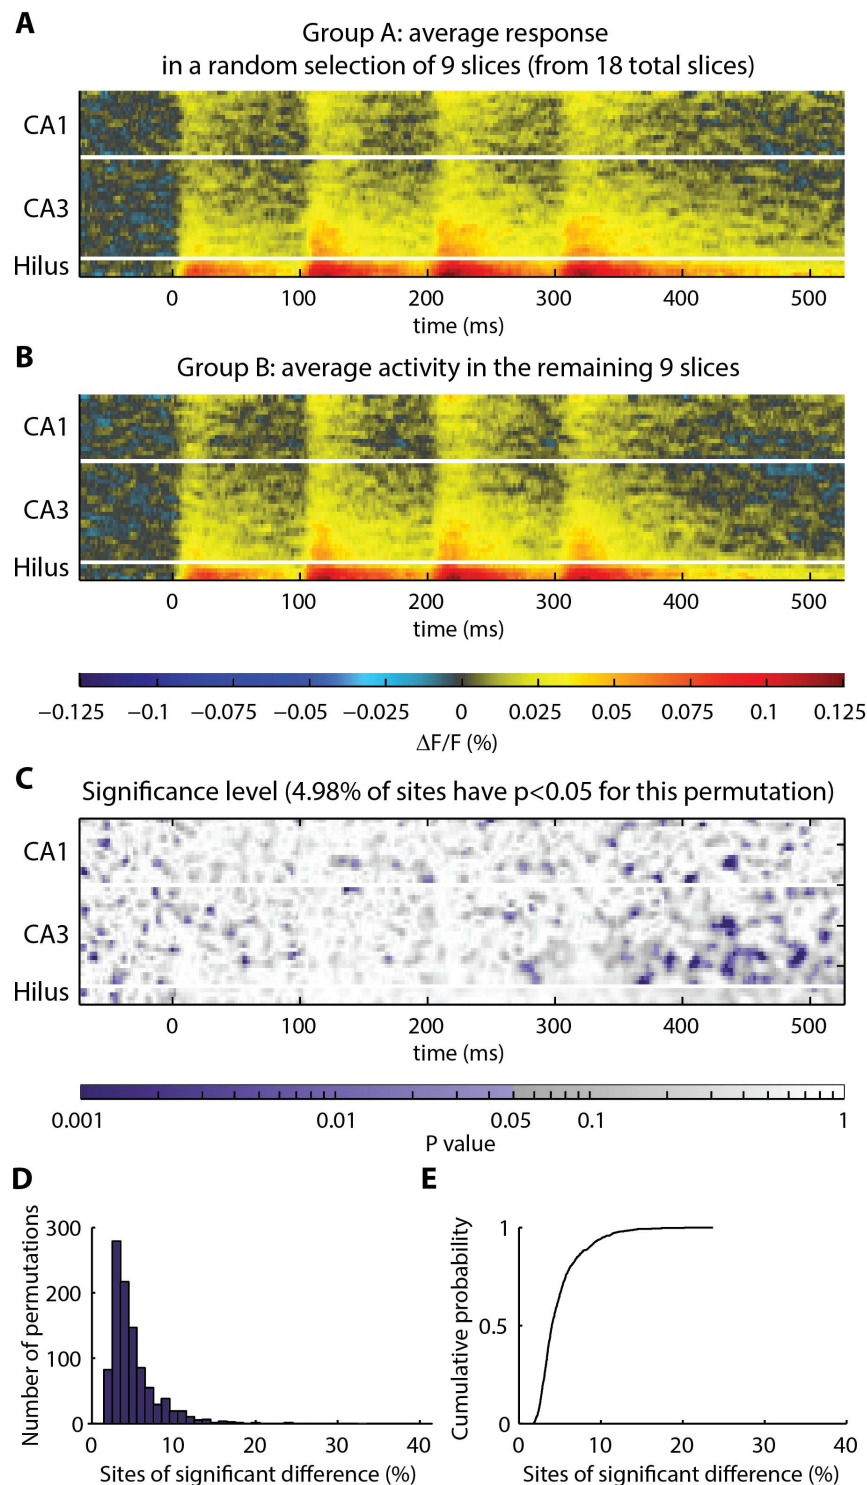 A
Group A: average response
in a random selection of 9 slices (from 18 total slices)
CA1
CA3
Hilus
0 100 200 300 400 500
time (ms)
B
Group B: average activity in the remaining 9 slices
CA1
CA3
Hilus
0 100 200 300 400 500
time (ms)
−0.125 −0.1 −0.075 −0.05 −0.025 0 0.025 0.05 0.075 0.1 0.125
ΔF/F (%)
C
Significance level (4.98% of sites have p<0.05 for this permutation)
CA1
CA3
Hilus
0 100 200 300 400 500
time (ms)
0.001 0.01 0.05 0.1 1
P value
D
Number of permutations
300
200
100
0
0 10 20 30 40
Sites of significant difference (%)
E
Cumulative probability
1
0.5
0
0 10 20 30 40
Sites of significant difference (%)